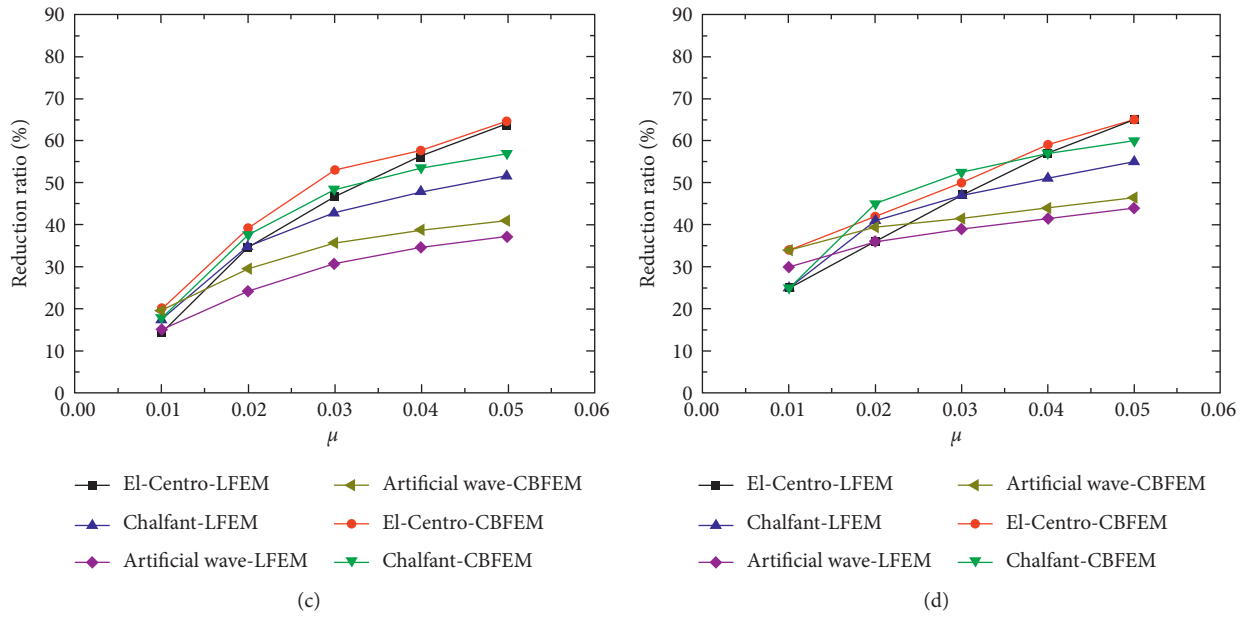 90
80
70
60
50
40
30
20
10
0
Reduction ratio (%)
0.00 0.01 0.02 0.03 0.04 0.05 0.06
μ
El-Centro-LFEM
Chalfant-LFEM
Artificial wave-LFEM
Artificial wave-CBFEM
El-Centro-CBFEM
Chalfant-CBFEM
(c)
90
80
70
60
50
40
30
20
10
0
Reduction ratio (%)
0.00 0.01 0.02 0.03 0.04 0.05 0.06
μ
El-Centro-LFEM
Chalfant-LFEM
Artificial wave-LFEM
Artificial wave-CBFEM
El-Centro-CBFEM
Chalfant-CBFEM
(d)